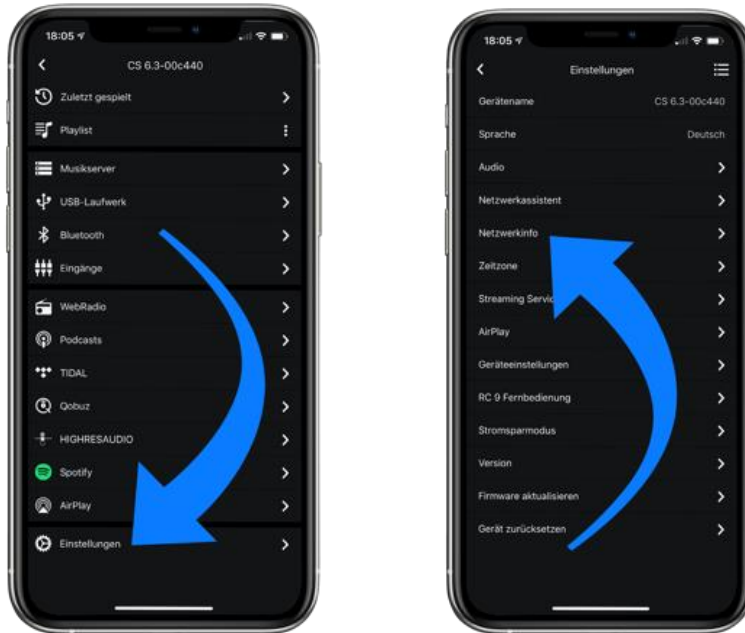 18:05
CS 6.3-00c440
Zuletzt gespielt
Playlist
Musikserver
USB-Laufwerk
Bluetooth
Eingänge
WebRadio
Podcasts
TIDAL
Qobuz
HIGHRESAUDIO
Spotify
AirPlay
Einstellungen
18:05
Einstellungen
Gerätename CS 6.3-00c440
Sprache Deutsch
Audio
Netzwerkassistent
Netzwerkinfo
Zeitzone
Streaming
AirPlay
Geräteeinstellungen
RC 9 Fernbedienung
Stromsparmodus
Version
Firmware aktualisieren
Gerät zurücksetzen